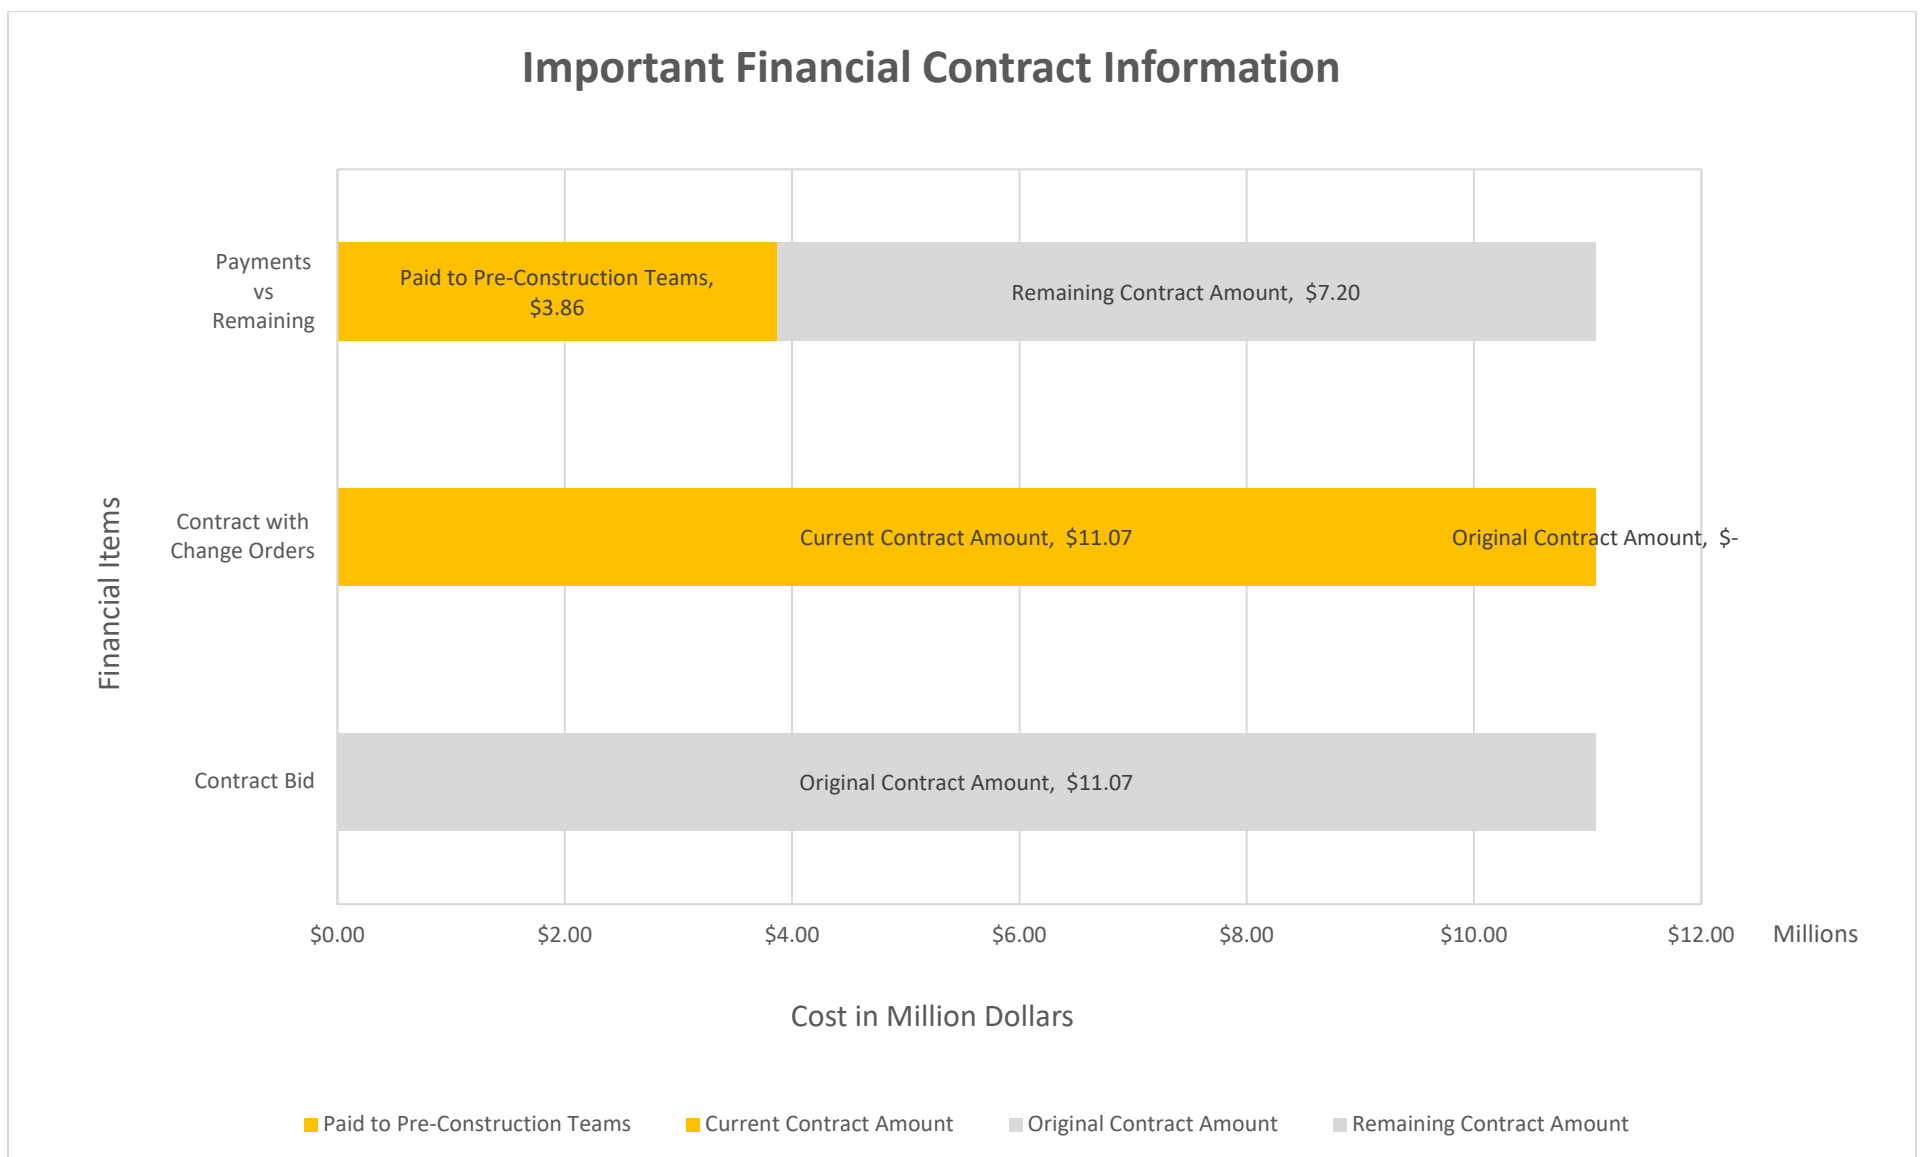 Important Financial Contract Information
Payments
vs
Remaining
Paid to Pre-Construction Teams,
$3.86
Remaining Contract Amount,  $7.20
Financial Items
Contract with
Change Orders
Current Contract Amount,  $11.07
Original Contract Amount,  $-
Contract Bid
Original Contract Amount,  $11.07
$0.00
$2.00
$4.00
$6.00
$8.00
$10.00
$12.00
Millions
Cost in Million Dollars
Paid to Pre-Construction Teams
Current Contract Amount
Original Contract Amount
Remaining Contract Amount